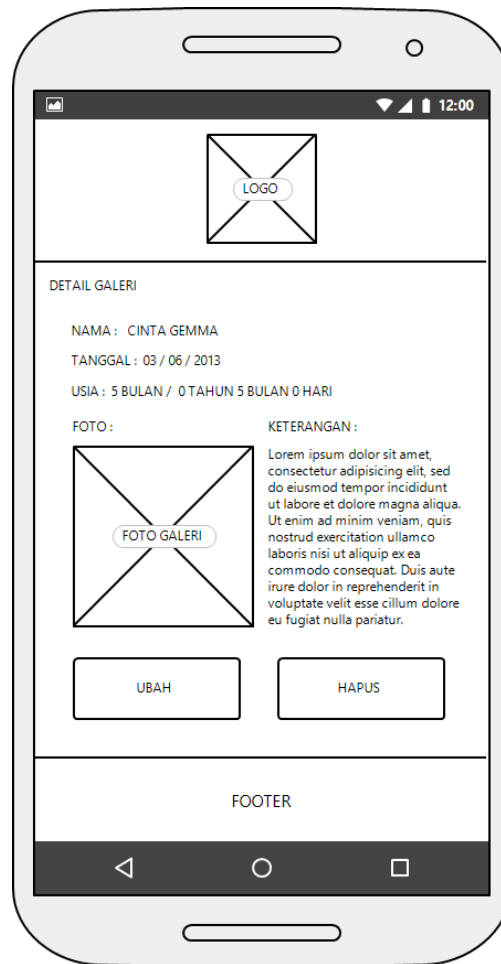 12:00
LOGO
DETAIL GALERI
NAMA : CINTA GEMMA
TANGGAL : 03 / 06 / 2013
USIA : 5 BULAN / 0 TAHUN 5 BULAN 0 HARI
FOTO :
FOTO GALERI
KETERANGAN :
Lorem ipsum dolor sit amet,
consectetur adipisicing elit, sed
do eiusmod tempor incididunt
ut labore et dolore magna aliqua.
Ut enim ad minim veniam, quis
nostrud exercitation ullamco
laboris nisi ut aliquip ex ea
commodo consequat. Duis aute
irure dolor in reprehenderit in
voluptate velit esse cillum dolore
eu fugiat nulla pariatur.
UBAH
HAPUS
FOOTER